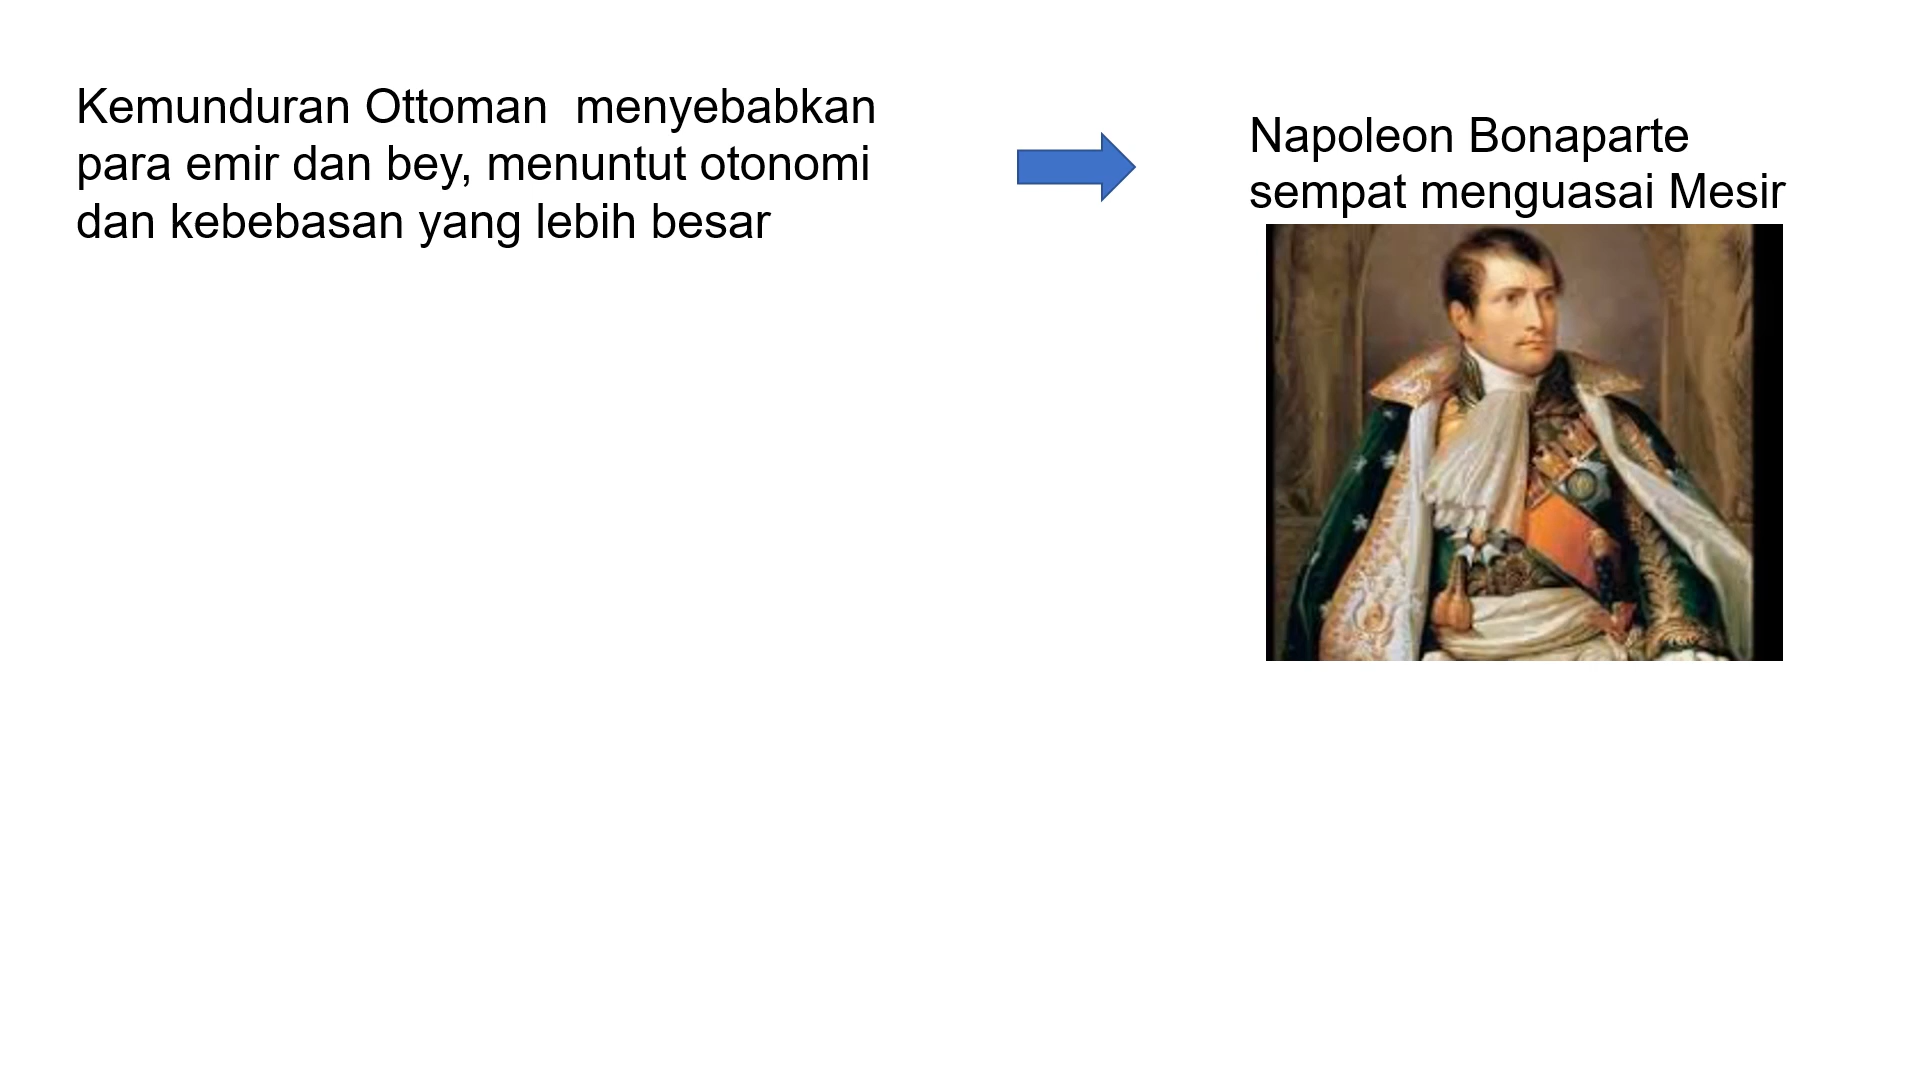 Kemunduran Ottoman  menyebabkan
para emir dan bey, menuntut otonomi
dan kebebasan yang lebih besar
Napoleon Bonaparte
sempat menguasai Mesir